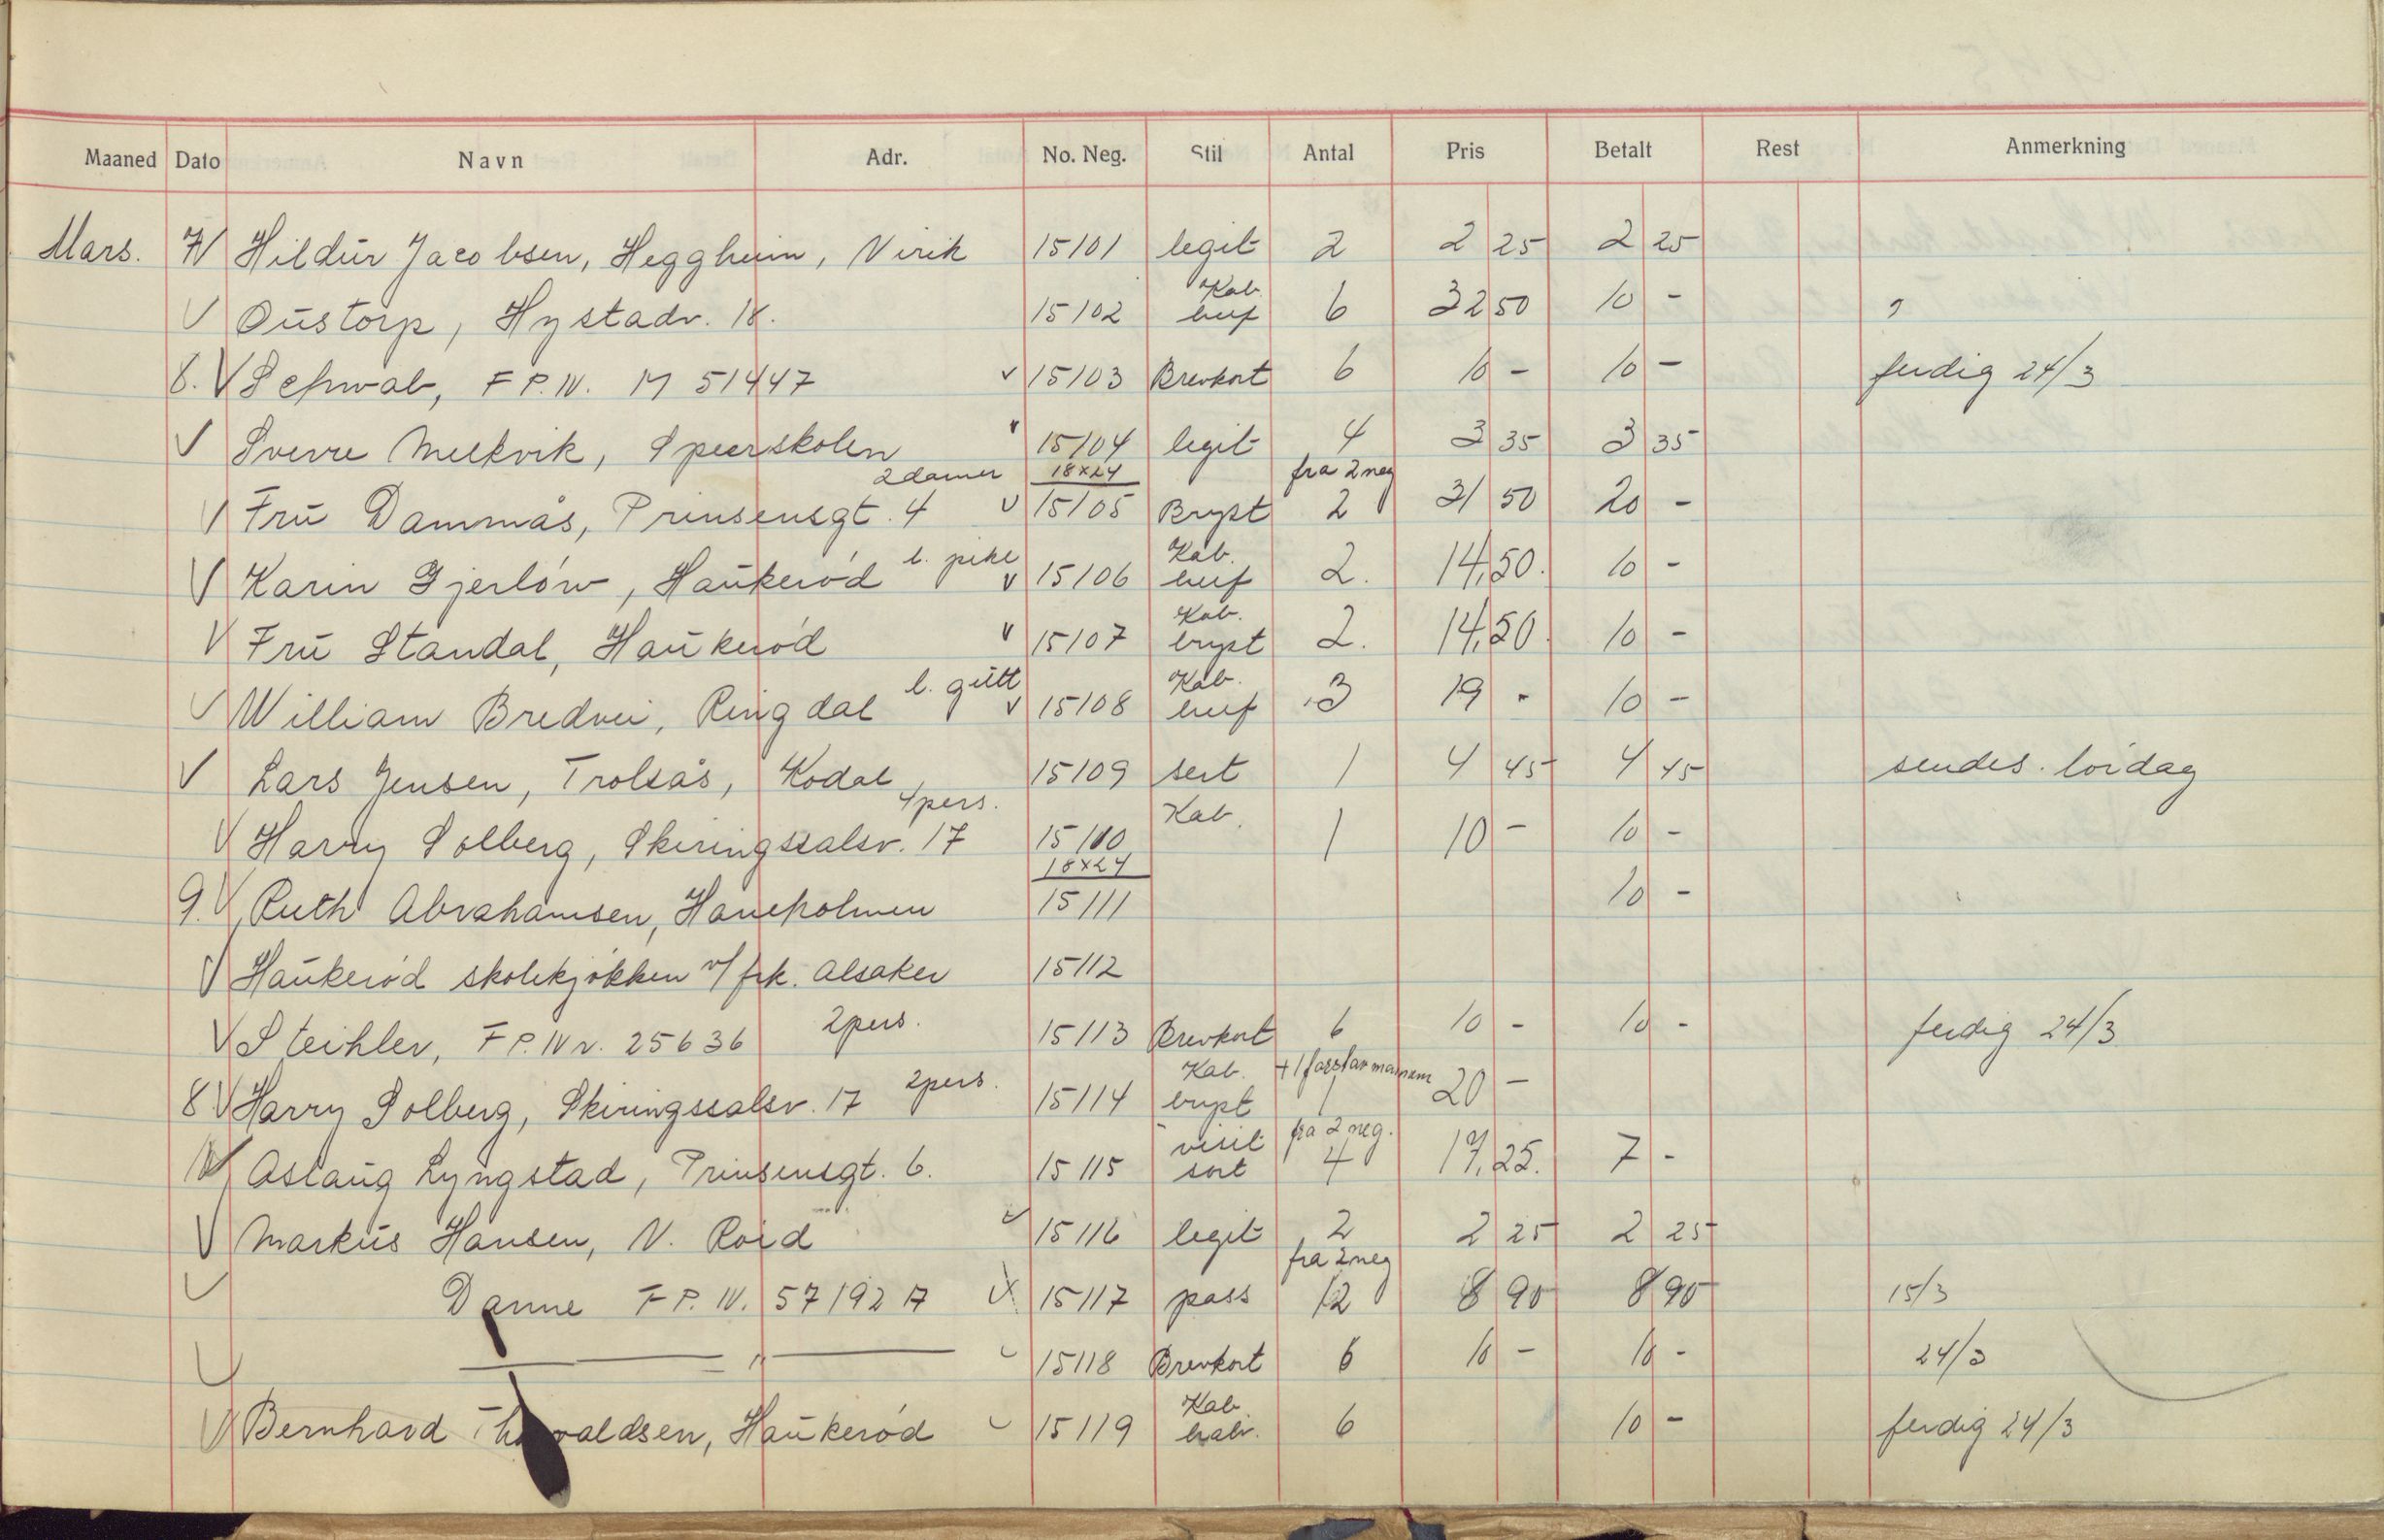 Maaned Dato Navn Adr. No. Neg. Stil Antal Pris Betalt Rest Anmerkning
Mars. 7 V Hildur Jacobsen, Heggheim, Virik 15101 legit 2 2 25 2 25
V Oustorp, Hystadv. 18. 15102 Kab. 6 32 50 10 -
8. V Schwab, F P. N. M 51447 V 15103 Brevkort 6 10 - 10 - ferdig 24/3
V Sverre Melkvik, Speerskolen V 15104 legit 4 3 35 3 35
V Fru Dammås, Prinsensgt. 4 2 damer V 18x24 15105 Bryst fra 2 neg 2 31 50 20 -
V Karin Gjerløw, Haukerød l. pike V 15106 Kab. 2. 14,50. 10 -
V Fru Standal, Haukerød V 15107 Kab. bryst 2. 14,50. 10 -
V William Bredvei, Ringdal l. gutt V 15108 Kab. 3 19 - 10 -
V Lars Jensen, Trolsås, Kodal 15109 sert 1 4 45 4 45 sendes lørdag
V Harry Solberg, Skiringssalsv. 17 4 pers. 15110 Kab. 1 10 - 10 -
9. V Ruth Abrahamsen, Haneholmen 18x24 15111 10 -
V Haukerød skolekjøkken v/ frk. Alsaker 15112
V Steihler, F P. N r. 25636 2 pers. 15113 Brevkort 6 10 - 10 - ferdig 24/3
8 V Harry Solberg, Skiringssalsv. 17 2 pers. 15114 Kab. bryst 1 20 -
V Aslaug Lyngstad, Prinsensgt. 6. 15115 visit sort fra 2 neg. 4 17,25. 7 -
V Markus Hansen, N. Roid 15116 legit 2 2 25 2 25
V Danne F P. N. 57192 17 15117 pass fra 2 neg 12 8 90 8 90 15/3
V — " — 15118 Brevkort 6 10 - 10 - 24/3
V Bernhard Thorvaldsen, Haukerød 15119 Kab. halv. 6 10 - ferdig 24/3